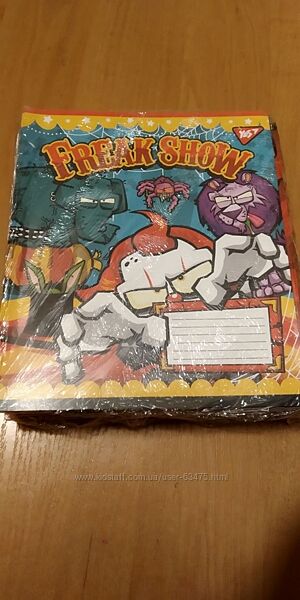 Yes
FREAK SHOW
www.kidstaff.com.ua/user-63475.html